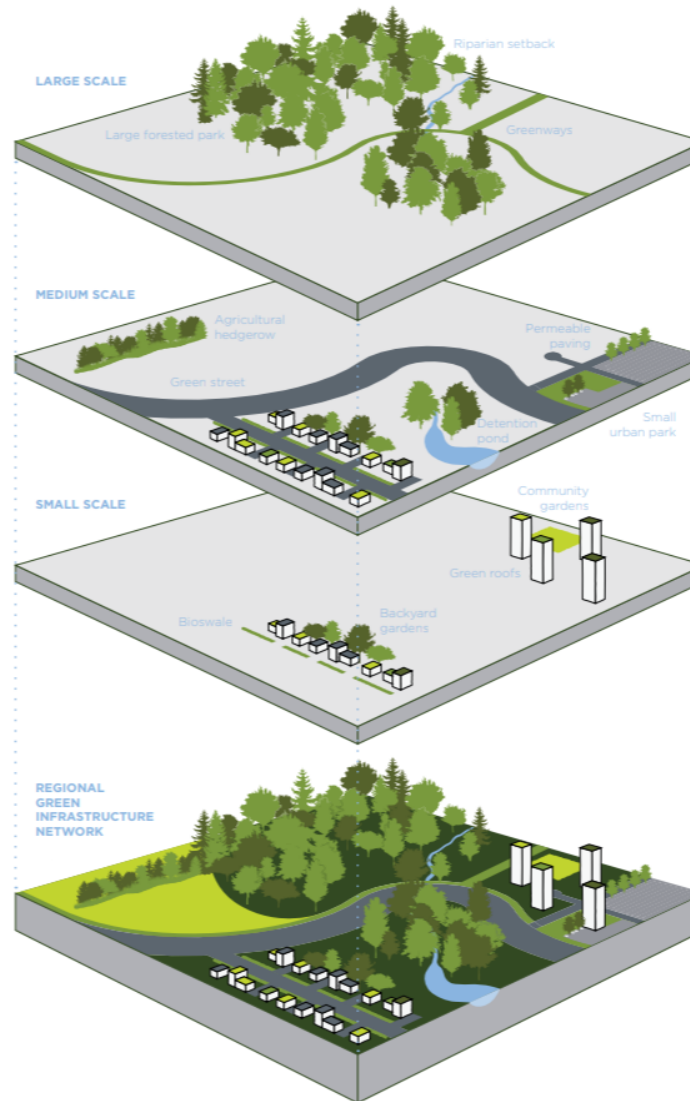 Riparian setback
LARGE SCALE
Large forested park
Greenways
MEDIUM SCALE
Agricultural
hedgerow
Permeable
paving
Green street
Detention
pond
Small
urban park
SMALL SCALE
Community
gardens
Green roofs
Bioswale
Backyard
gardens
REGIONAL
GREEN
INFRASTRUCTURE
NETWORK